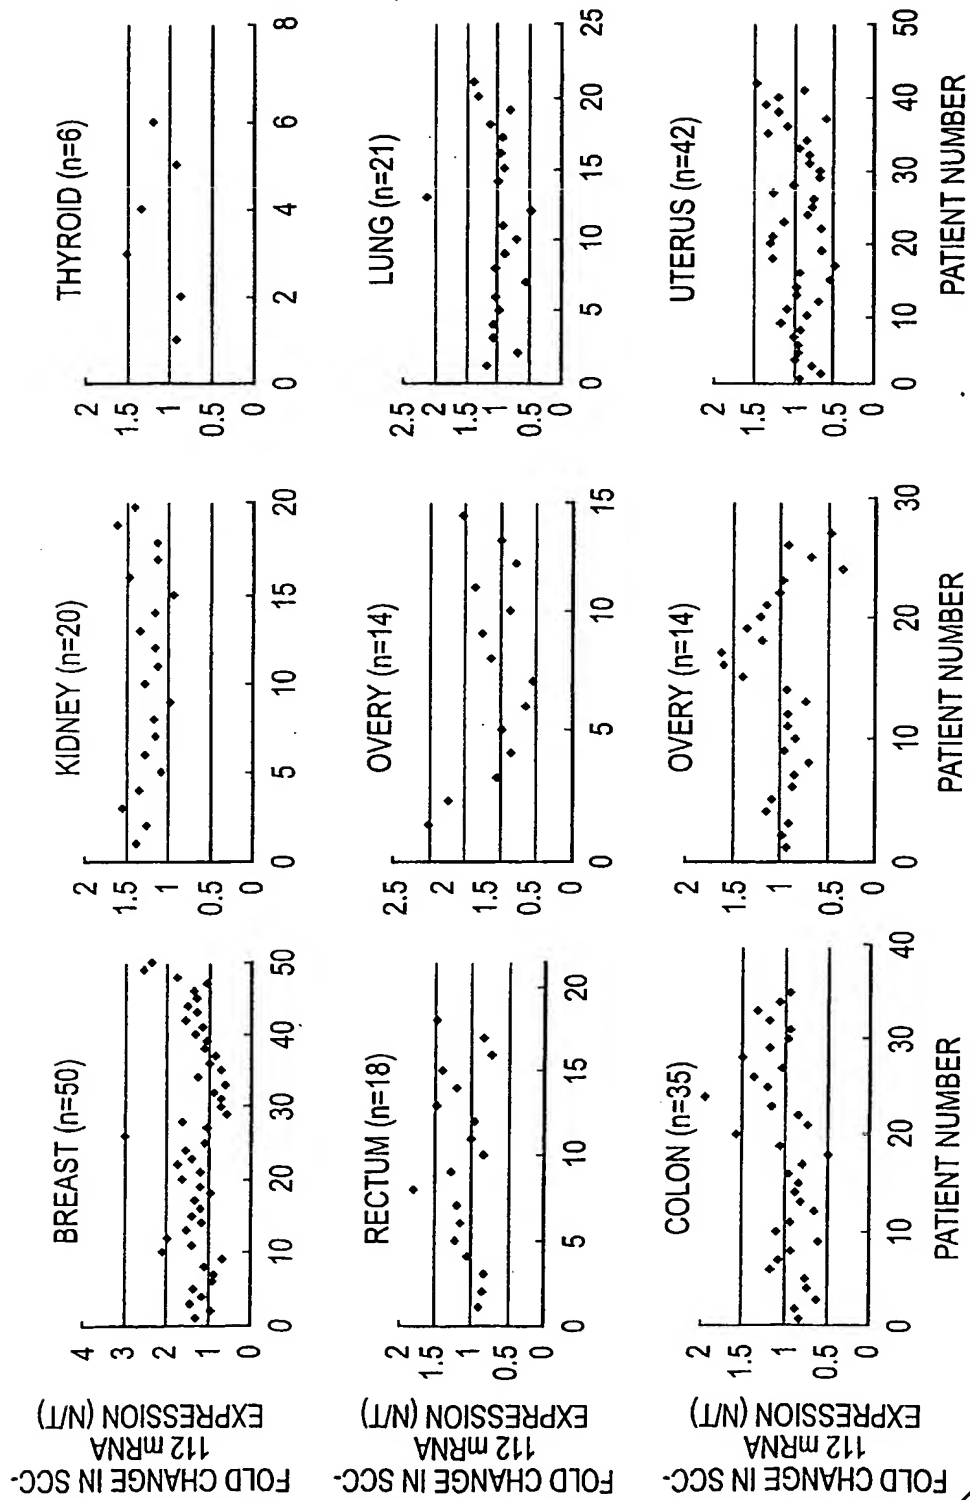 FOLD CHANGE IN SCC-
112 mRNA
EXPRESSION (N/T)
BREAST (n=50)
4
3
2
1
0
0 10 20 30 40 50
KIDNEY (n=20)
2
1.5
1
0.5
0
0 5 10 15 20
THYROID (n=6)
2
1.5
1
0.5
0
0 2 4 6 8
FOLD CHANGE IN SCC-
112 mRNA
EXPRESSION (N/T)
RECTUM (n=18)
2
1.5
1
0.5
0
0 5 10 15 20
OVERY (n=14)
2.5
2
1.5
1
0.5
0
0 5 10 15
LUNG (n=21)
2.5
2
1.5
1
0.5
0
0 5 10 15 20 25
FOLD CHANGE IN SCC-
112 mRNA
EXPRESSION (N/T)
COLON (n=35)
2
1.5
1
0.5
0
0 10 20 30 40
PATIENT NUMBER
OVERY (n=14)
2
1.5
1
0.5
0
0 10 20 30
PATIENT NUMBER
UTERUS (n=42)
2
1.5
1
0.5
0
0 10 20 30 40 50
PATIENT NUMBER